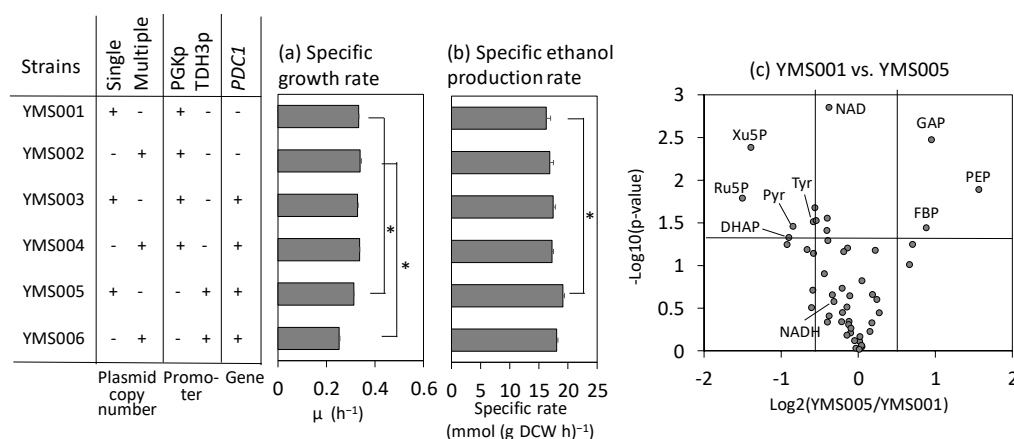 Strains
Single
Multiple
PGKp
TDH3p
PDC1
YMS001 + - + - -
YMS002 - + + - -
YMS003 + - + - +
YMS004 - + + - +
YMS005 + - - + +
YMS006 - + - + +
Plasmid
copy
number
Promo-
ter
Gene
(a) Specific
growth rate
*
*
0 0.2 0.4 0.6
μ (h⁻¹)
(b) Specific ethanol
production rate
*
0 5 10 15 20 25
Specific rate
(mmol (g DCW h)⁻¹)
(c) YMS001 vs. YMS005
-Log10(p-value)
3
2.5
2
1.5
1
0.5
0
NAD
GAP
Xu5P
PEP
Ru5P
Tyr
Pyr
FBP
DHAP
NADH
-2 -1 0 1 2
Log2(YMS005/YMS001)